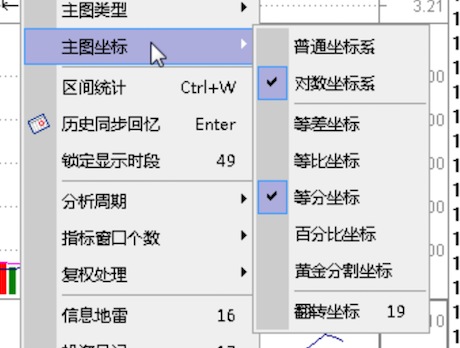 主图类型
3.21
主图坐标
普通坐标系
对数坐标系
区间统计 Ctrl+W
历史同步回忆 Enter
等差坐标
锁定显示时段 49
等比坐标
分析周期
等分坐标
指标窗口个数
百分比坐标
复权处理
黄金分割坐标
信息地雷 16
翻转坐标 19